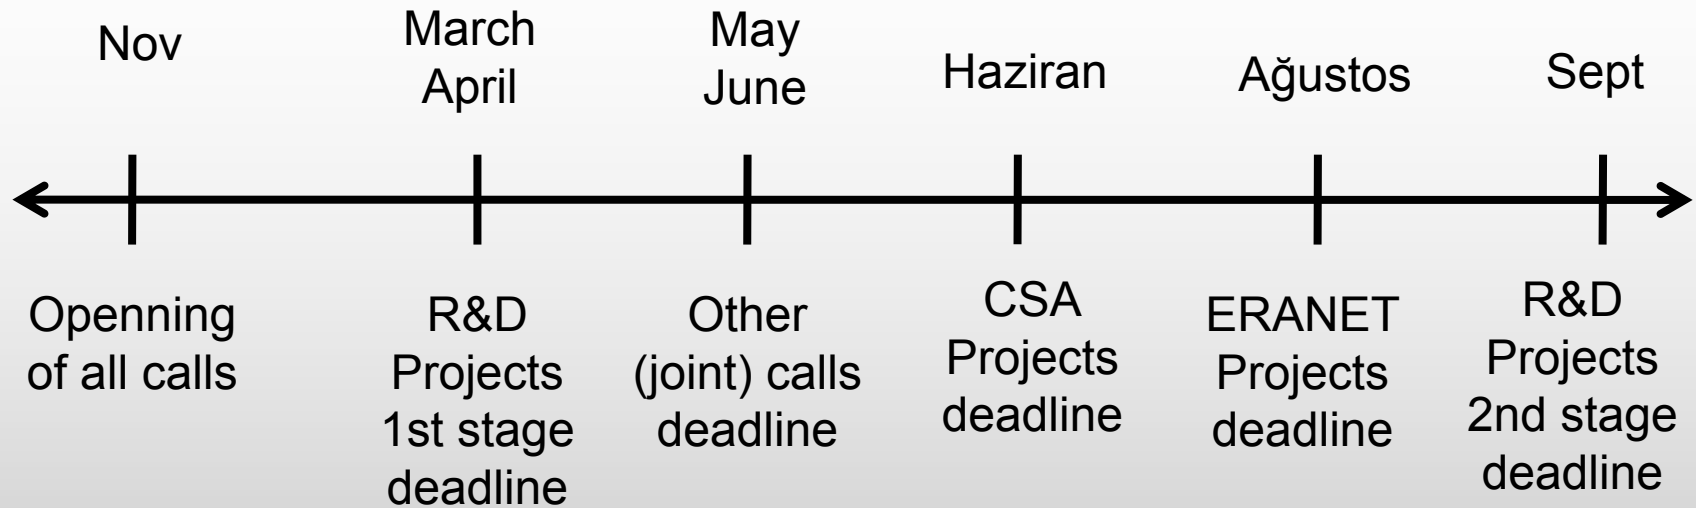 Nov
March
April
May
June
Haziran
Ağustos
Sept
Openning
of all calls
R&D
Projects
1st stage
deadline
Other
(joint) calls
deadline
CSA
Projects
deadline
ERANET
Projects
deadline
R&D
Projects
2nd stage
deadline